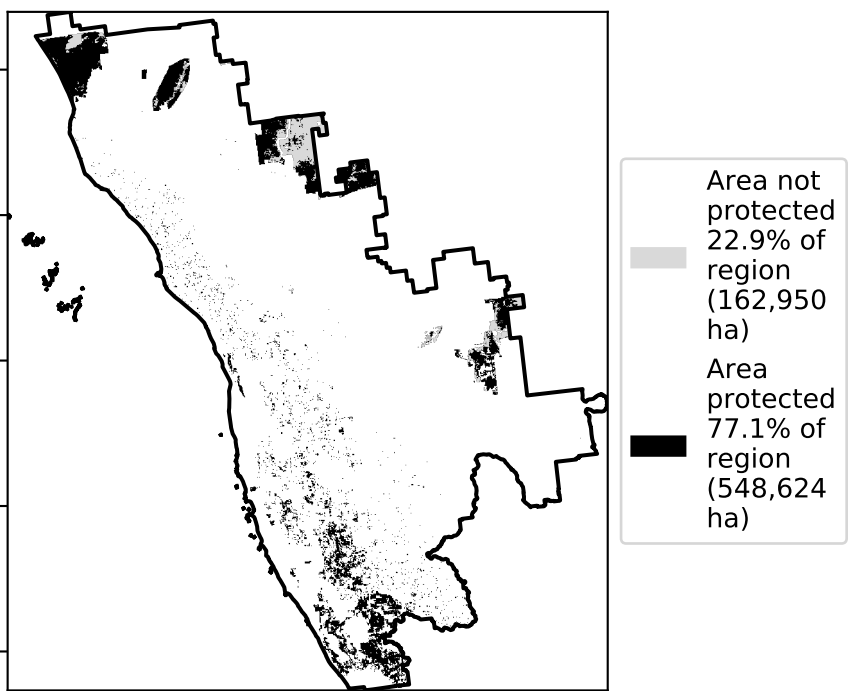 Area not
protected
22.9% of
region
(162,950
ha)
Area
protected
77.1% of
region
(548,624
ha)